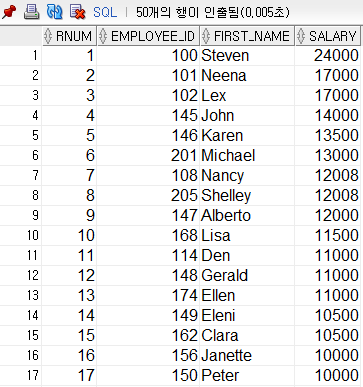 SQL | 50개의 행이 인출됨(0,005초)
RNUM EMPLOYEE_ID FIRST_NAME SALARY
1 1 100 Steven 24000
2 2 101 Neena 17000
3 3 102 Lex 17000
4 4 145 John 14000
5 5 146 Karen 13500
6 6 201 Michael 13000
7 7 108 Nancy 12008
8 8 205 Shelley 12008
9 9 147 Alberto 12000
10 10 168 Lisa 11500
11 11 114 Den 11000
12 12 148 Gerald 11000
13 13 174 Ellen 11000
14 14 149 Eleni 10500
15 15 162 Clara 10500
16 16 156 Janette 10000
17 17 150 Peter 10000